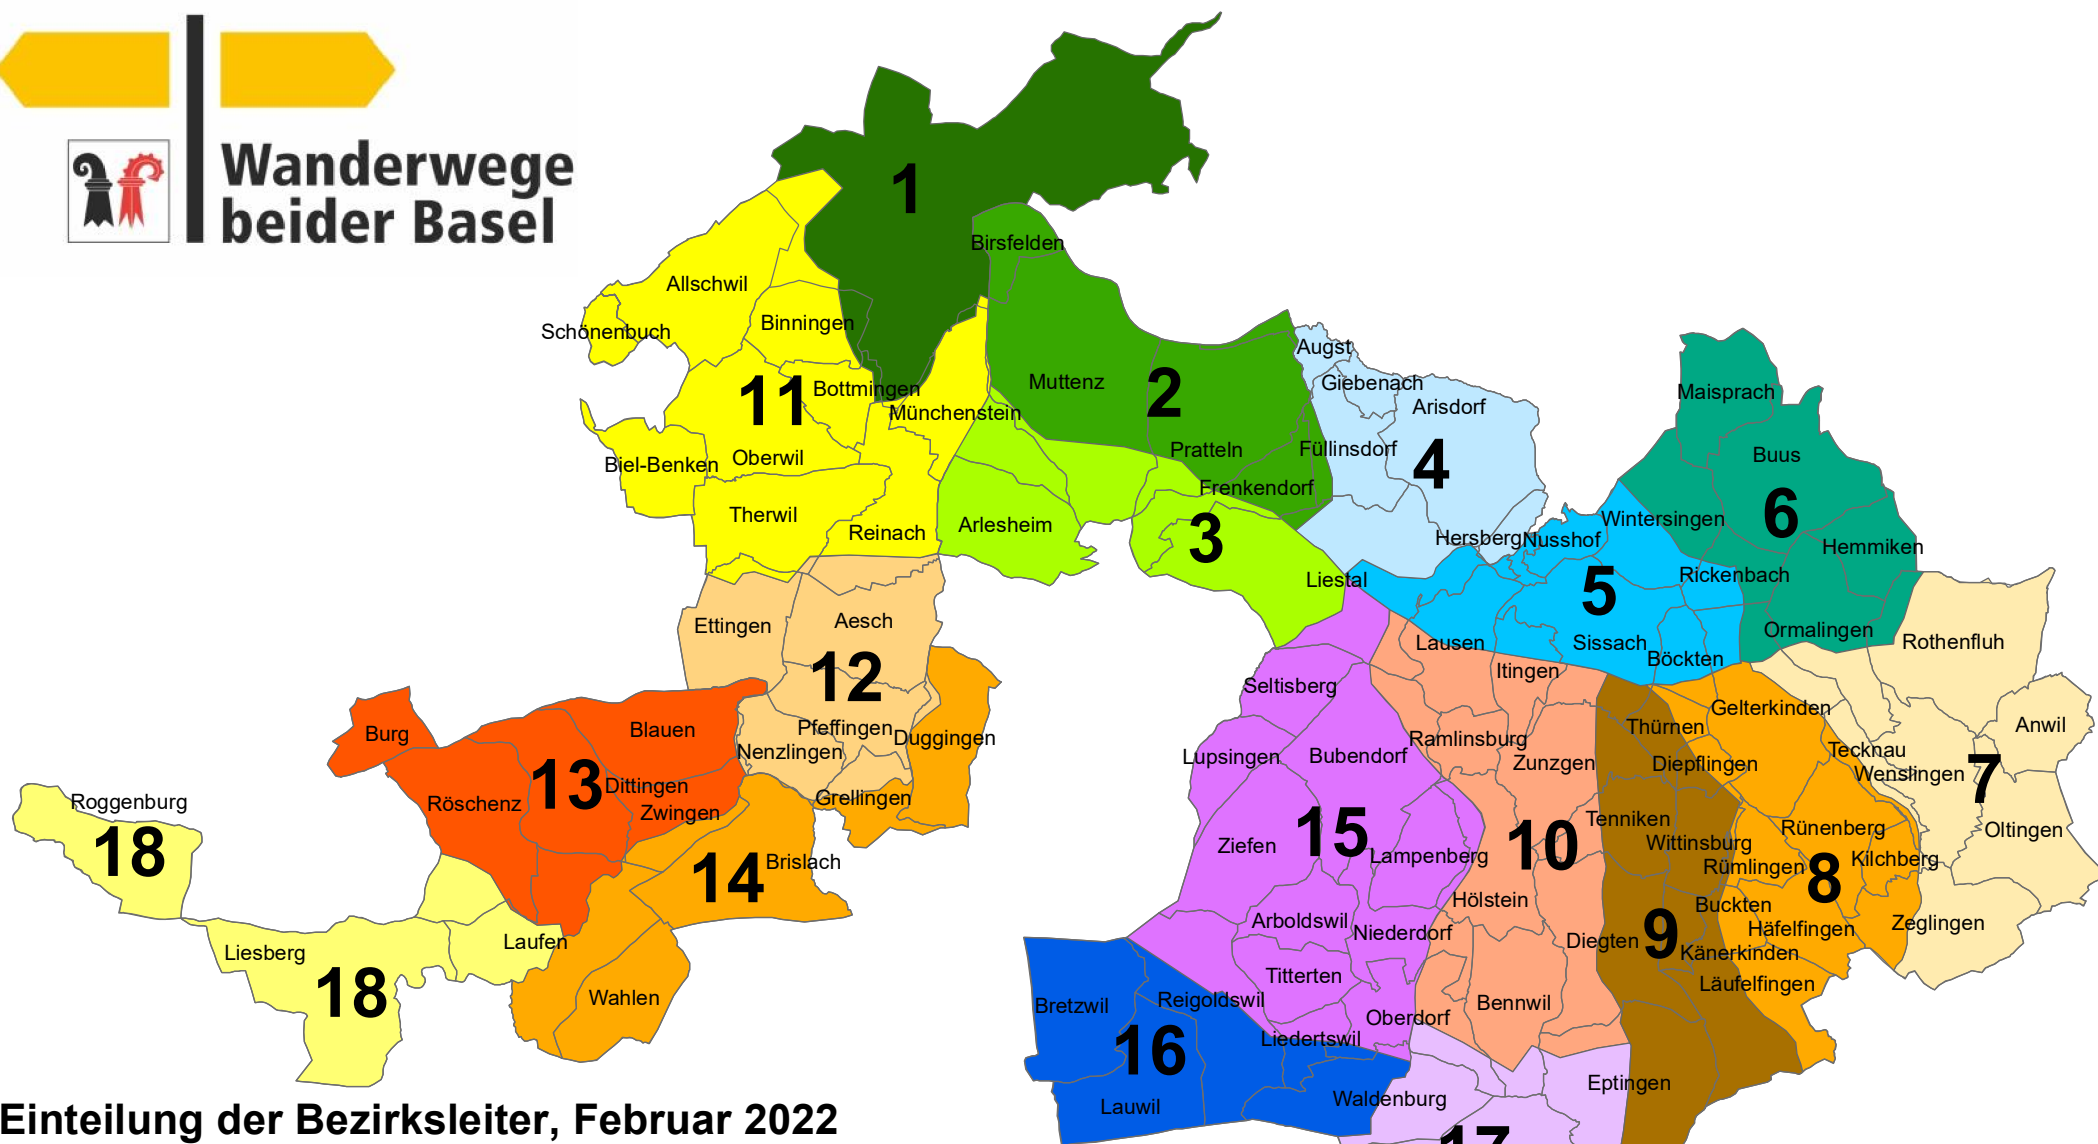 Wanderwege
beider Basel
1
Birsfelden
Allschwil
Schönenbuch
Binningen
Augst
Muttenz
2
Giebenach
11
Bottmingen
Arisdorf
Maisprach
Münchenstein
Pratteln
Füllinsdorf
4
Buus
Biel-Benken
Oberwil
Frenkendorf
6
Therwil
Reinach
Arlesheim
3
Hersberg
Nusshof
Wintersingen
Hemmiken
Liestal
5
Rickenbach
Ettingen
Aesch
Lausen
Sissach
Böckten
Ormalingen
Rothenfluh
12
Seltisberg
Itingen
Gelterkinden
Burg
Blauen
Pfeffingen
Nenzlingen
Duggingen
Lupsingen
Bubendorf
Ramlinsburg
Zunzgen
Thürnen
Diepflingen
Tecknau
Wenslingen
7
Anwil
Röschenz
13
Dittingen
Zwingen
Grellingen
Roggenburg
18
14
Brislach
Ziefen
15
Lampenberg
10
Tenniken
Wittinsburg
Rümlingen
Rünenberg
8
Kilchberg
Oltingen
Hölstein
Liesberg
Laufen
18
Wahlen
Arboldswil
Niederdorf
Diegten
9
Buckten
Häfelfingen
Känerkinden
Läufelfingen
Zeglingen
Titterten
Bretzwil
Reigoldswil
Oberdorf
Bennwil
16
Liedertswil
Eptingen
Lauwil
Waldenburg
17
Einteilung der Bezirksleiter, Februar 2022